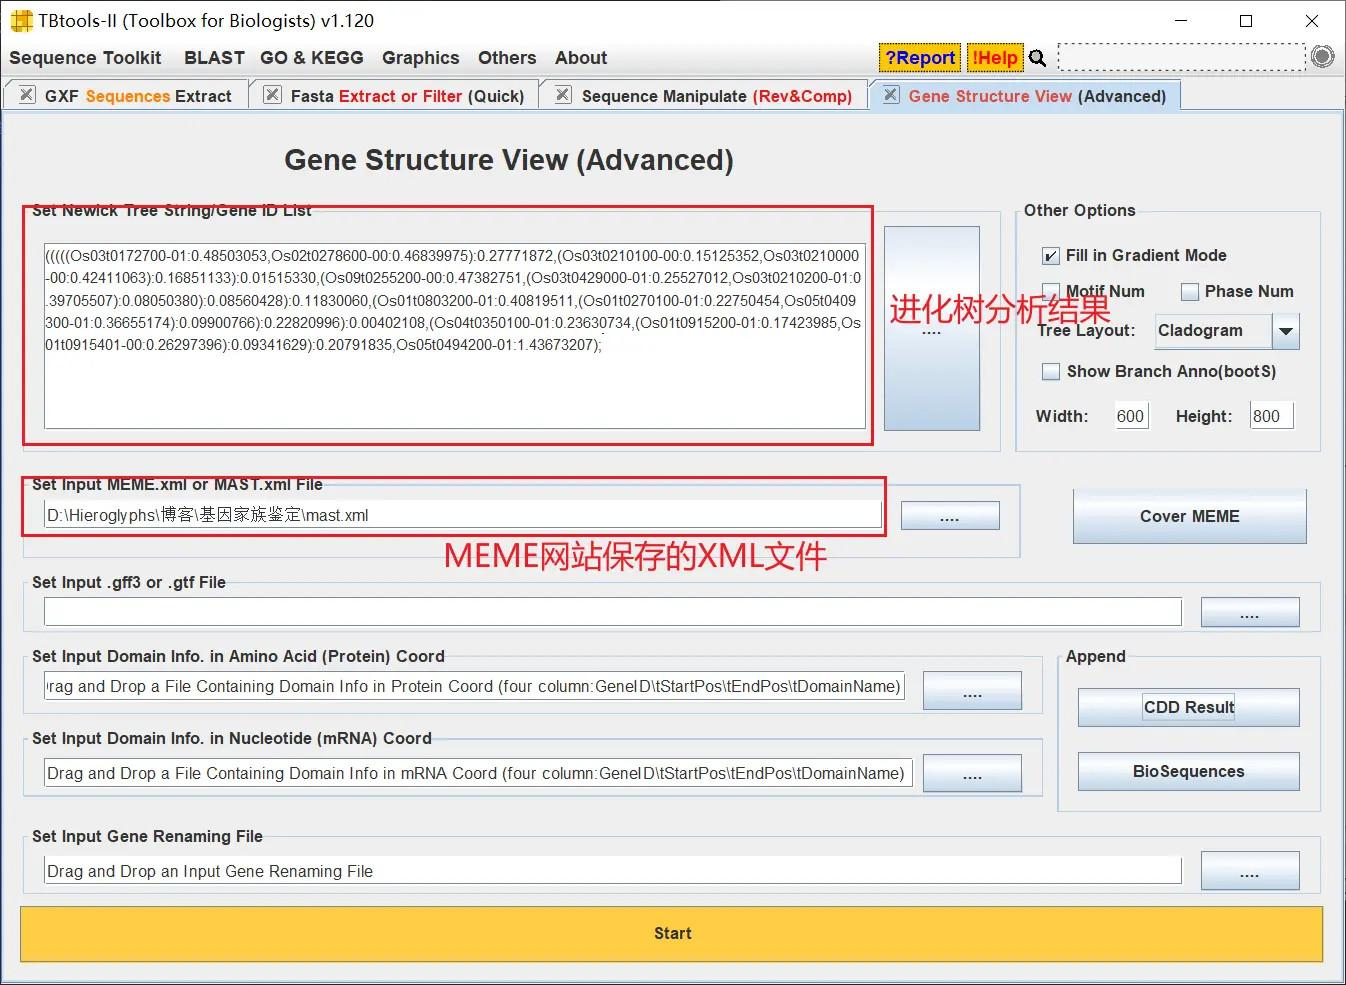 TBtools-II (Toolbox for Biologists) v1.120
Sequence Toolkit BLAST GO & KEGG Graphics Others About ?Report !Help
GXF Sequences Extract Fasta Extract or Filter (Quick) Sequence Manipulate (Rev&Comp) Gene Structure View (Advanced)
Gene Structure View (Advanced)
Set Newick Tree String/Gene ID List
(((((Os03t0172700-01:0.48503053,Os02t0278600-00:0.46839975):0.27771872,(Os03t0210100-00:0.15125352,Os03t0210000
-00:0.42411063):0.16851133):0.01515330,(Os09t0255200-00:0.47382751,(Os03t0429000-01:0.25527012,Os03t0210200-01:0
.39705507):0.08050380):0.08560428):0.11830060,(Os01t0803200-01:0.40819511,(Os01t0270100-01:0.22750454,Os05t0409
300-01:0.36655174):0.09900766):0.22820996):0.09402108,(Os04t0350100-01:0.23630734,(Os01t0915200-01:0.17423985,Os
01t0915401-00:0.26297396):0.09341629):0.20791835,Os05t0494200-01:1.43673207);
....
进化树分析结果
Other Options
Fill in Gradient Mode
Motif Num Phase Num
Tree Layout: Cladogram
Show Branch Anno(bootS)
Width: 600 Height: 800
Set Input MEME.xml or MAST.xml File
D:\Hieroglyphs\博客\基因家族鉴定\mast.xml
....
Cover MEME
MEME网站保存的XML文件
Set Input .gff3 or .gtf File
....
Set Input Domain Info. in Amino Acid (Protein) Coord
rag and Drop a File Containing Domain Info in Protein Coord (four column:GeneID\tStartPos\tEndPos\tDomainName)
....
Set Input Domain Info. in Nucleotide (mRNA) Coord
Drag and Drop a File Containing Domain Info in mRNA Coord (four column:GeneID\tStartPos\tEndPos\tDomainName)
....
Append
CDD Result
BioSequences
Set Input Gene Renaming File
Drag and Drop an Input Gene Renaming File
....
Start